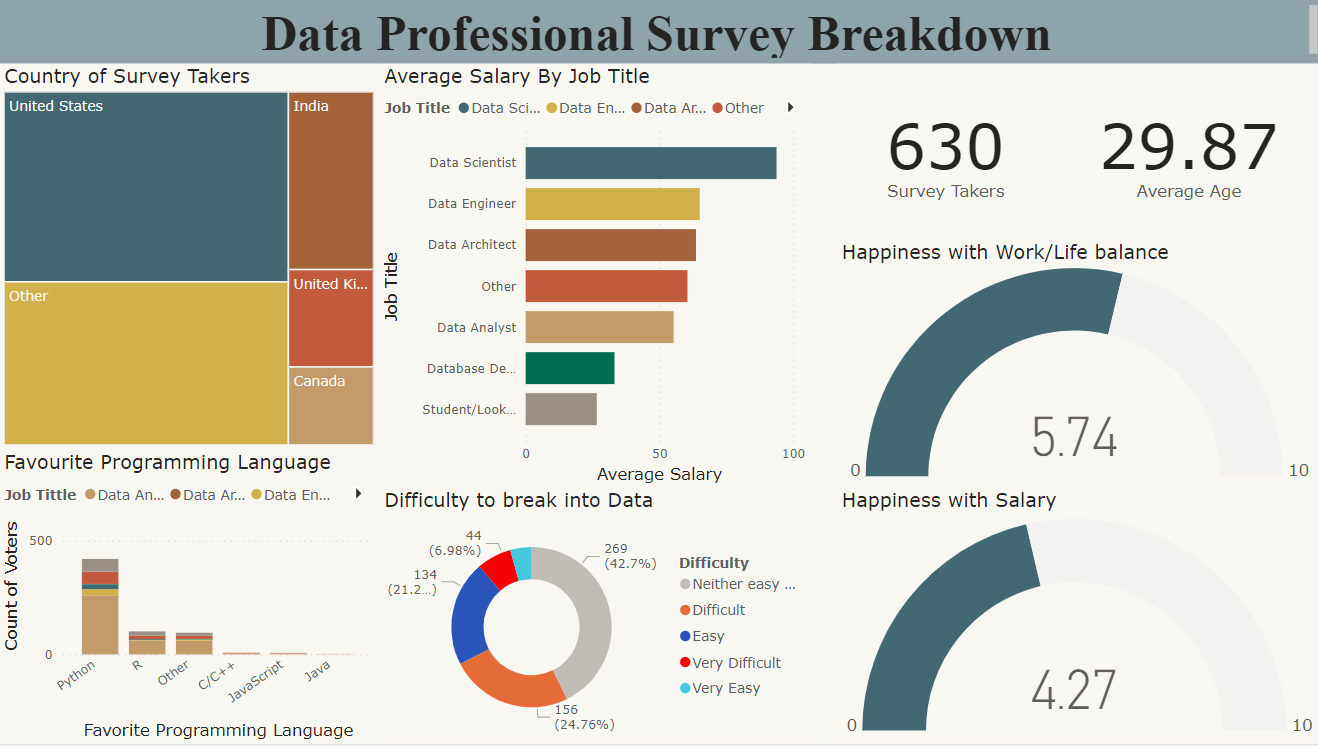 Data Professional Survey Breakdown
Country of Survey Takers
United States
India
Other
United Ki...
Canada
Average Salary By Job Title
Job Title Data Sci... Data En... Data Ar... Other
Job Title
Data Scientist
Data Engineer
Data Architect
Other
Data Analyst
Database De...
Student/Look...
0 50 100
Average Salary
630
Survey Takers
29.87
Average Age
Happiness with Work/Life balance
5.74
0 10
Favourite Programming Language
Job Tittle Data An... Data Ar... Data En...
Count of Voters
500
0
Python R Other C/C++ JavaScript Java
Favorite Programming Language
Difficulty to break into Data
44
(6.98%)
269
(42.7%)
134
(21.2...)
156
(24.76%)
Difficulty
Neither easy ...
Difficult
Easy
Very Difficult
Very Easy
Happiness with Salary
4.27
0 10